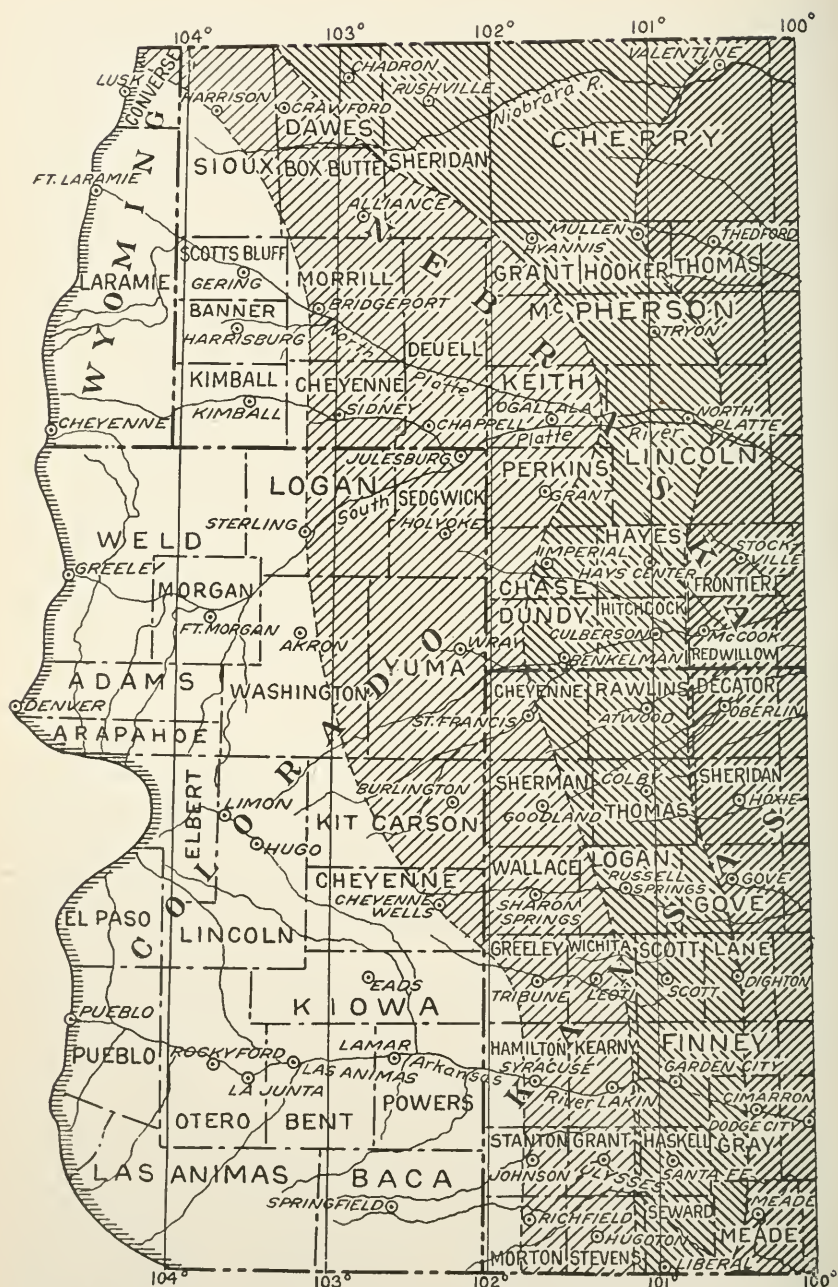 104°
103°
102°
101°
100°
LUSK
CONVERSE
HARRISON
CHADRON
RUSHVILLE
CRAWFORD
DAWES
Niobrara R.
VALENTINE
CHERRY
SIOUX
BOX-BUTTE
SHERIDAN
FT. LARAMIE
ALLIANCE
WYOMING
NEBRASKA
SCOTTS BLUFF
GERING
LARAMIE
MORRILL
BRIDGEPORT
MULLEN
HYANNIS
THEDFORD
GRANT
HOOKER
THOMAS
BANNER
HARRISBURG
North Platte
DEUELL
McPHERSON
TRYON
KIMBALL
KIMBALL
CHEYENNE
SIDNEY
KEITH
OGALLALA
CHEYENNE
CHAPPELL
Platte River
NORTH PLATTE
JULESBURG
LINCOLN
LOGAN
South
SEDGWICK
PERKINS
GRANT
STERLING
HOLYOKE
WELD
GREELEY
HAYES
IMPERIAL
HAYS CENTER
STOCKVILLE
FRONTIER
MORGAN
FT. MORGAN
CHASE
DUNDY
HITCHCOCK
AKRON
WRAY
CULBERSON
McCOOK
BENKELMAN
REDWILLOW
ADAMS
WASHINGTON
YUMA
CHEYENNE
RAWLINS
DECATOR
DENVER
ST. FRANCIS
ATWOOD
OBERLIN
ARAPAHOE
COLORADO
KANSAS
ELBERT
LIMON
BURLINGTON
SHERMAN
COLBY
SHERIDAN
GOODLAND
THOMAS
HOXIE
HUGO
KIT CARSON
WALLACE
LOGAN
RUSSELL SPRINGS
GOVE
GOVE
CHEYENNE
CHEYENNE WELLS
SHARON SPRINGS
EL PASO
LINCOLN
GREELEY
WICHITA
SCOTT
LANE
EADS
TRIBUNE
LEOTI
SCOTT
DIGHTON
KIOWA
PUEBLO
PUEBLO
ROCKYFORD
LAMAR
HAMILTON
KEARNY
FINNEY
LAS ANIMAS
Arkansas River
SYRACUSE
GARDEN CITY
LA JUNTA
LAKIN
CIMARRON
POWERS
DODGE CITY
OTERO
BENT
STANTON
GRANT
HASKELL
GRAY
LAS ANIMAS
BACA
JOHNSON
ULYSSES
SANTA FE
SPRINGFIELD
RICHFIELD
SEWARD
MEADE
HUGOTON
MEADE
MORTON
STEVENS
LIBERAL
104°
103°
102°
101°
100°